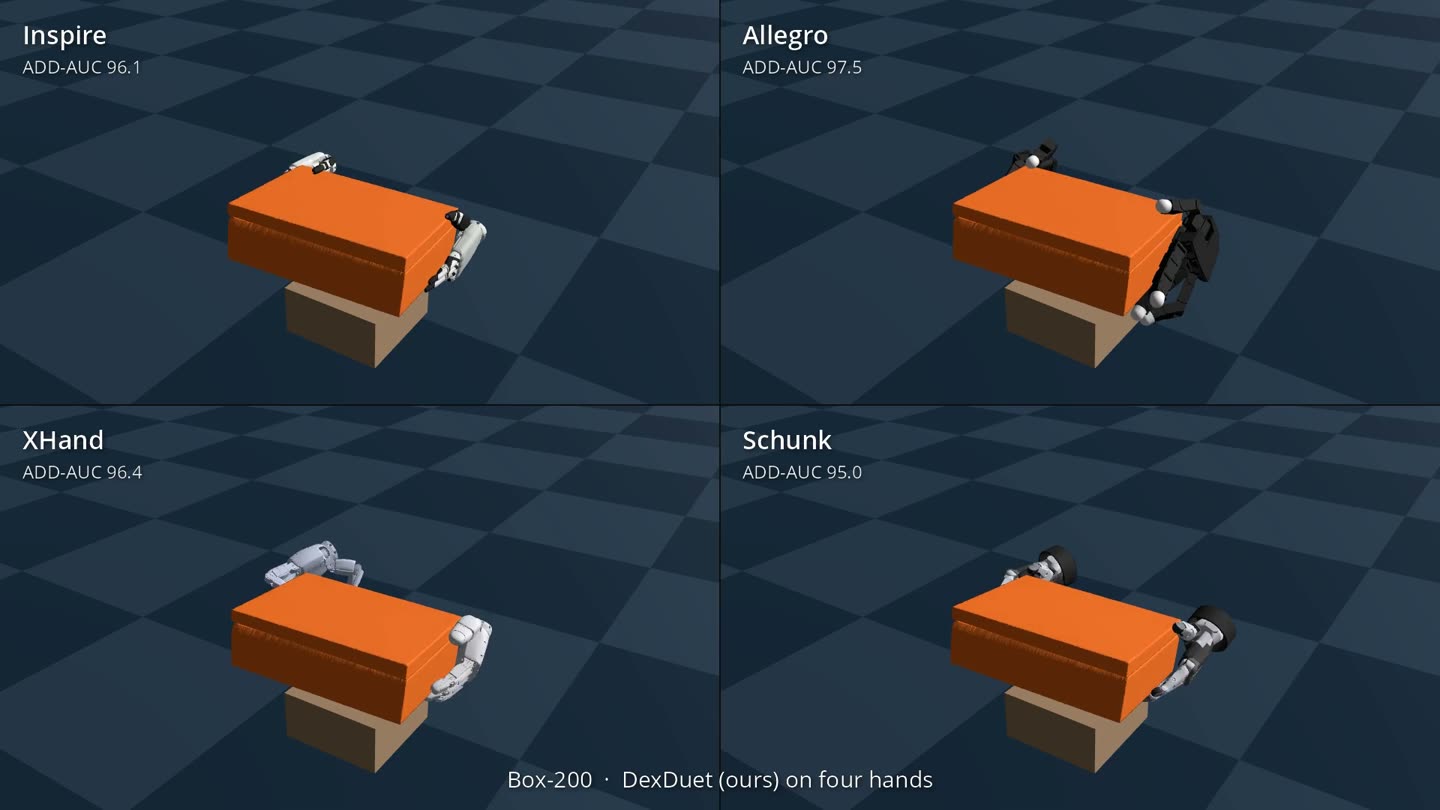 Inspire
ADD-AUC 96.1
Allegro
ADD-AUC 97.5
XHand
ADD-AUC 96.4
Schunk
ADD-AUC 95.0
Box-200 · DexDuet (ours) on four hands